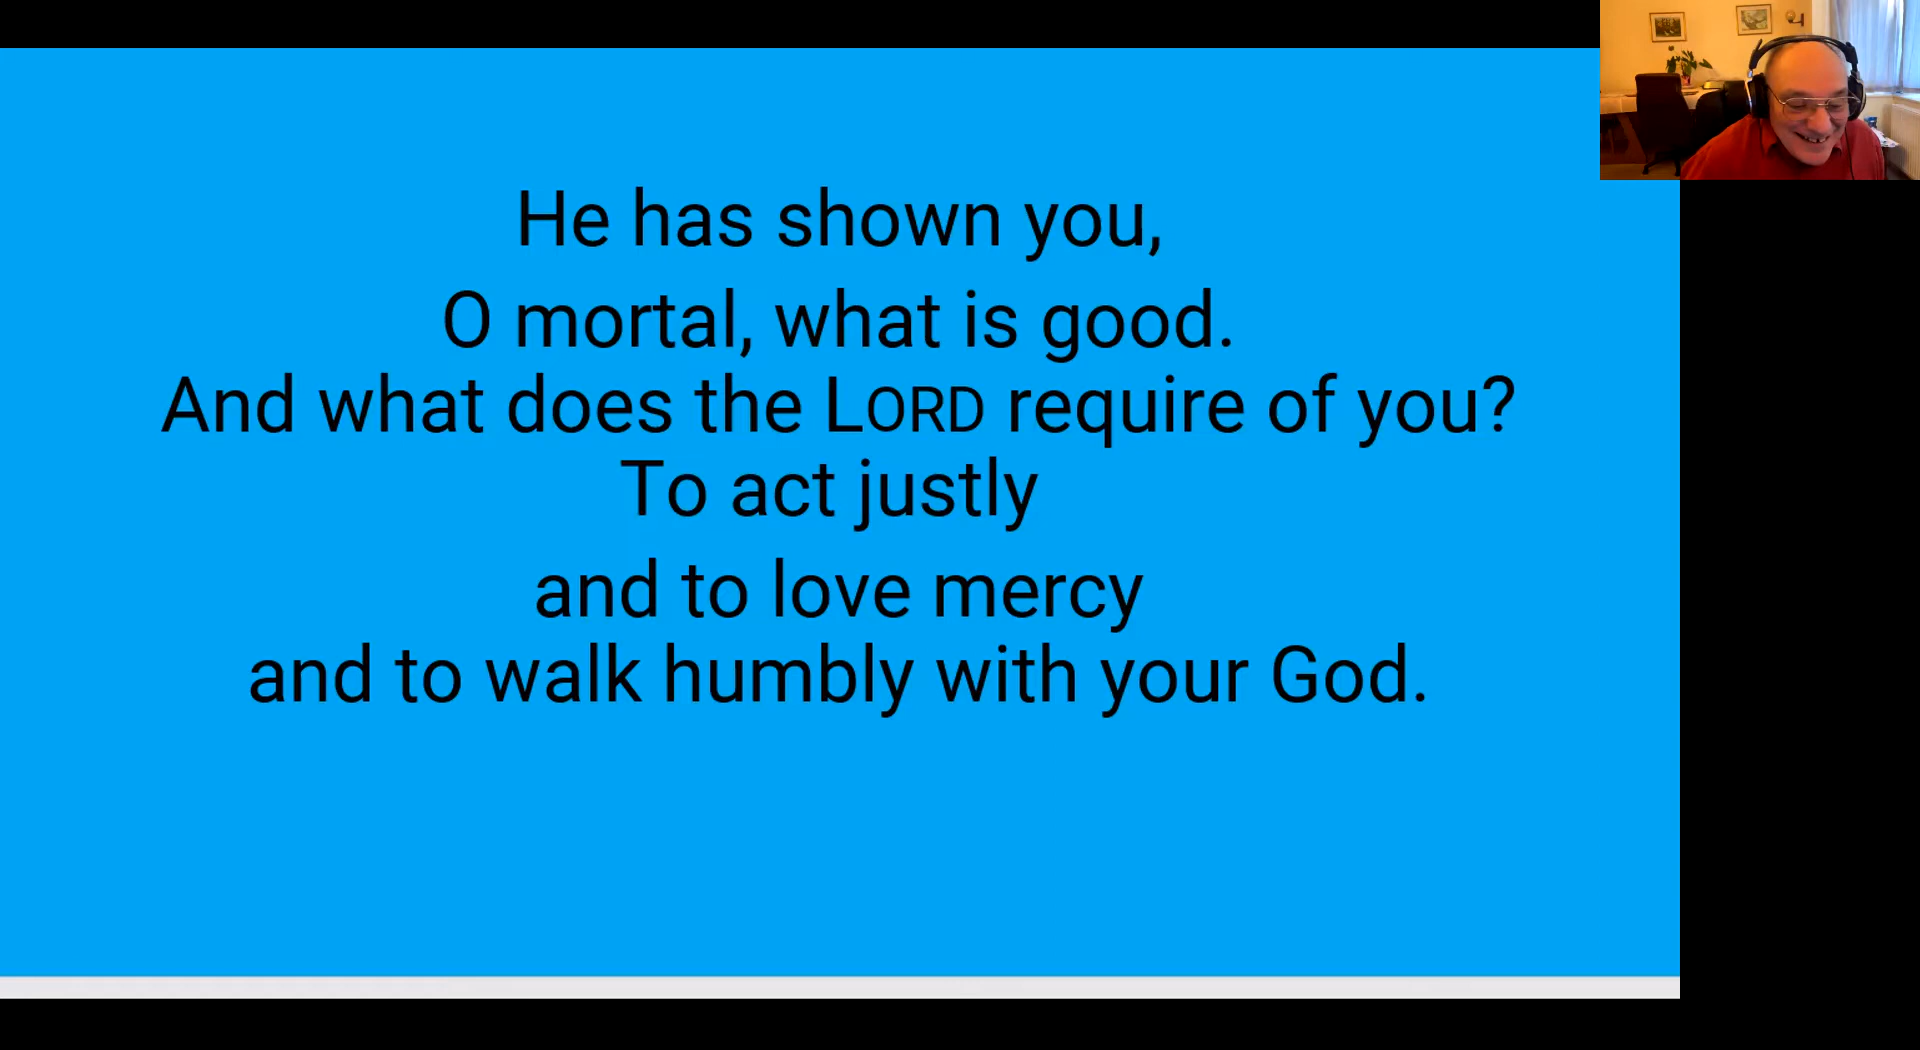 He has shown you,
O mortal, what is good.
And what does the LORD require of you?
To act justly
and to love mercy
and to walk humbly with your God.